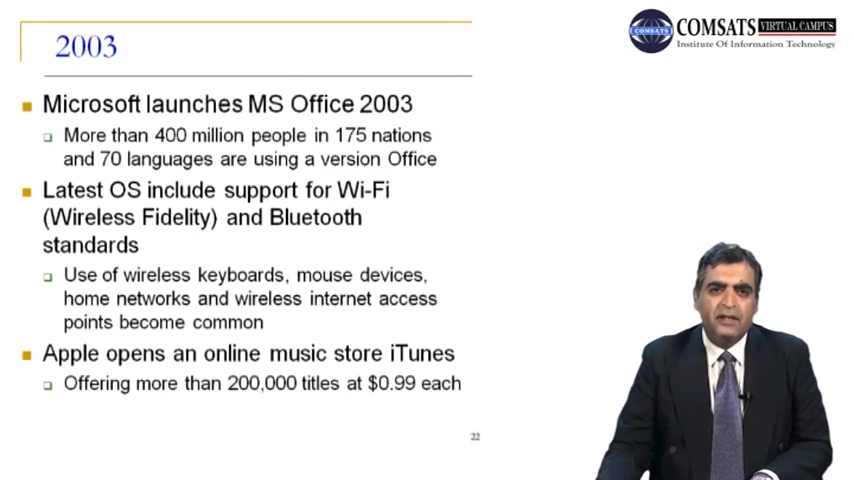 2003
Microsoft launches MS Office 2003
More than 400 million people in 175 nations
and 70 languages are using a version Office
Latest OS include support for Wi-Fi
(Wireless Fidelity) and Bluetooth
standards
Use of wireless keyboards, mouse devices,
home networks and wireless internet access
points become common
Apple opens an online music store iTunes
Offering more than 200,000 titles at $0.99 each
22
COMSATS
COMSATS VIRTUAL CAMPUS
Institute Of Information Technology